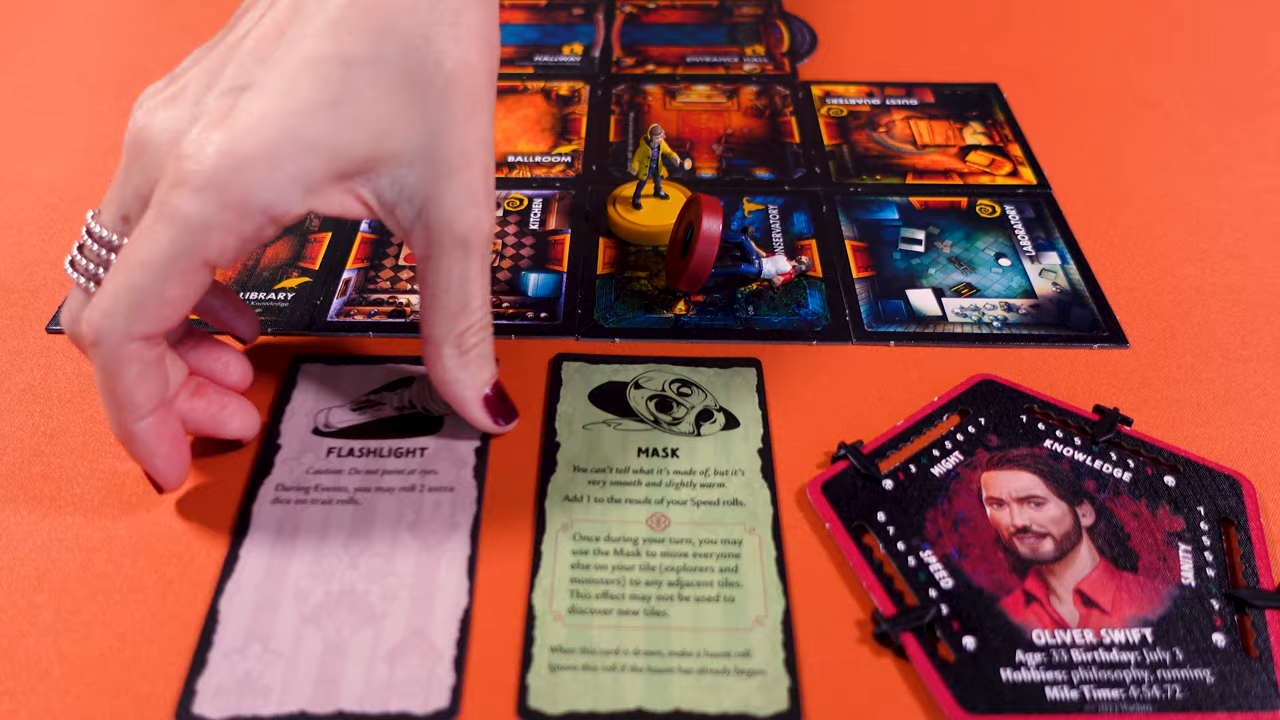 HALLWAY
ENTRANCE HALL
GUEST QUARTERS
BALLROOM
KITCHEN
CONSERVATORY
LABORATORY
LIBRARY
Knowledge
FLASHLIGHT
Caution: Do not point at eyes.
During Events, you may roll 2 extra
dice on trait rolls.
MASK
You can't tell what it's made of, but it's
very smooth and slightly warm.
Add 1 to the result of your Speed rolls.
Once during your turn, you may
use the Mask to move everyone
else on your tile (explorers and
monsters) to any adjacent tiles.
This effect may not be used to
discover new tiles.
When this card is drawn, make a haunt roll.
Ignore this roll if the haunt has already begun.
MIGHT
KNOWLEDGE
SPEED
SANITY
OLIVER SWIFT
Age: 33 Birthday: July 3
Hobbies: philosophy, running
Mile Time: 4:54.72